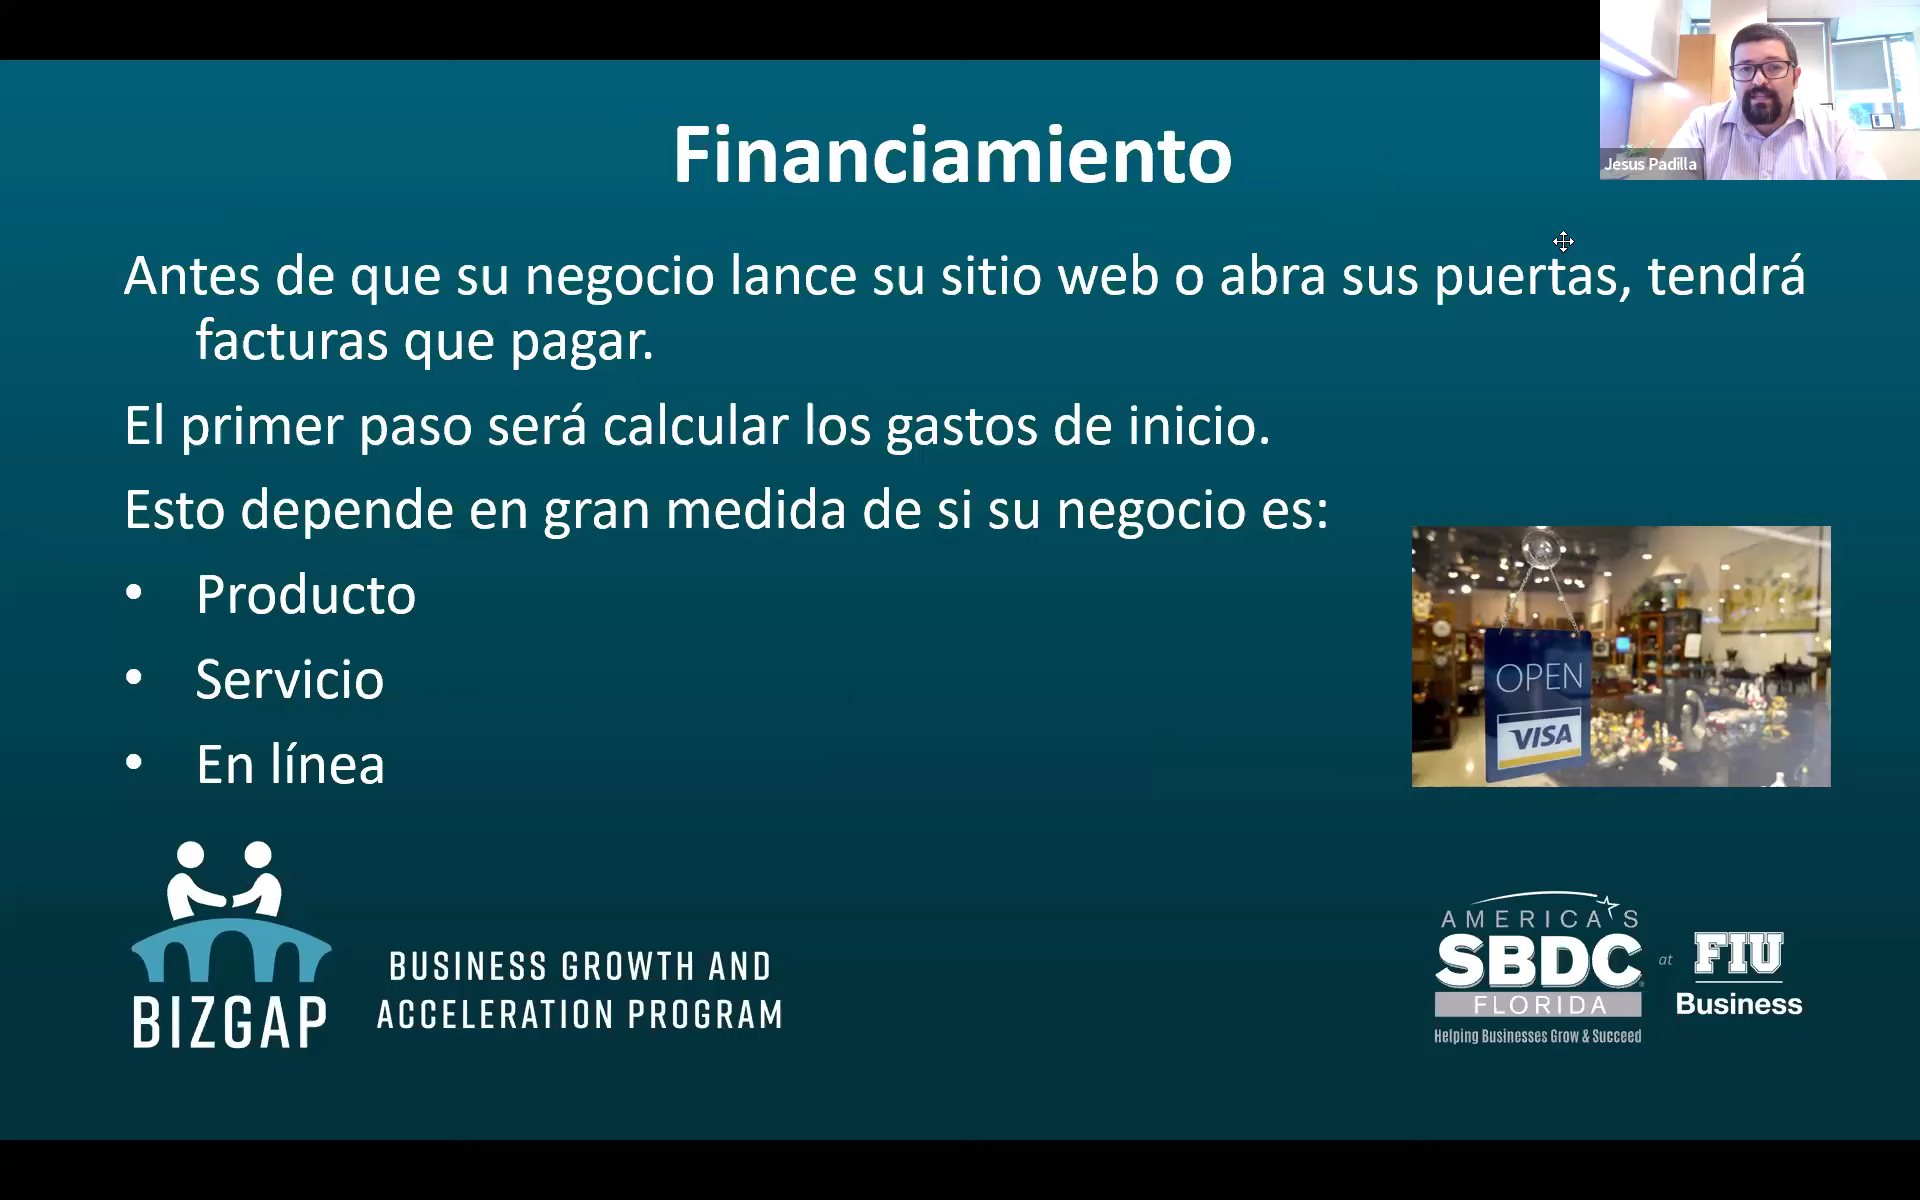 Jesus Padilla
Financiamiento
Antes de que su negocio lance su sitio web o abra sus puertas, tendrá
facturas que pagar.
El primer paso será calcular los gastos de inicio.
Esto depende en gran medida de si su negocio es:
• Producto
• Servicio
• En línea
OPEN
VISA
BIZGAP
BUSINESS GROWTH AND
ACCELERATION PROGRAM
AMERICA'S
SBDC
FLORIDA
Helping Businesses Grow & Succeed
at
FIU
Business